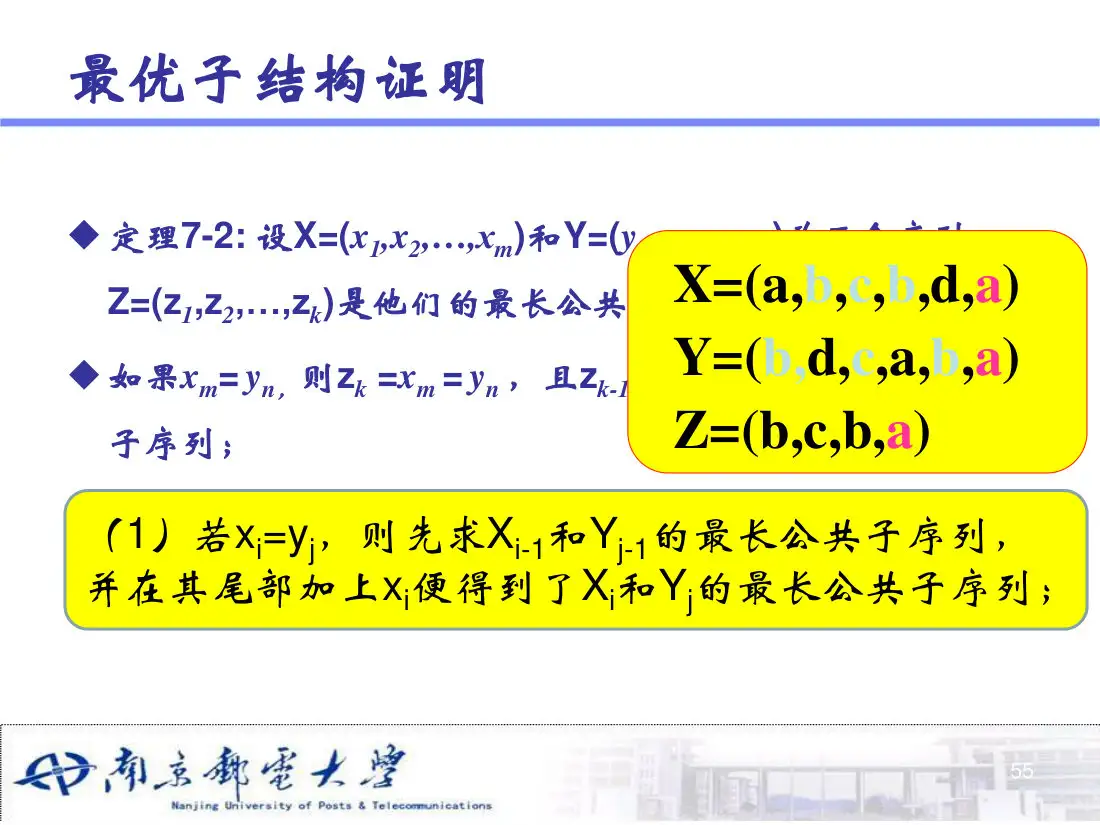 最优子结构证明
◆ 定理7-2: 设X=(x1,x2,…,xm)和Y=(y
Z=(z1,z2,…,zk)是他们的最长公共
◆ 如果xm= yn, 则zk =xm = yn ，且zk-1
子序列；
X=(a,b,c,b,d,a)
Y=(b,d,c,a,b,a)
Z=(b,c,b,a)
（1）若xi=yj，则先求Xi-1和Yj-1的最长公共子序列，
并在其尾部加上xi便得到了Xi和Yj的最长公共子序列；
南京邮電大學
Nanjing University of Posts & Telecommunications
55